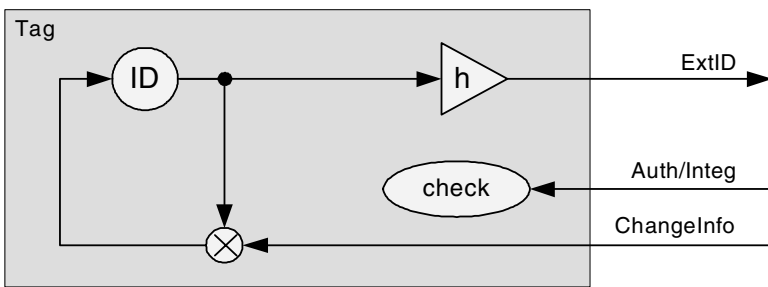 Tag
ID
h
ExtID
check
Auth/Integ
ChangeInfo